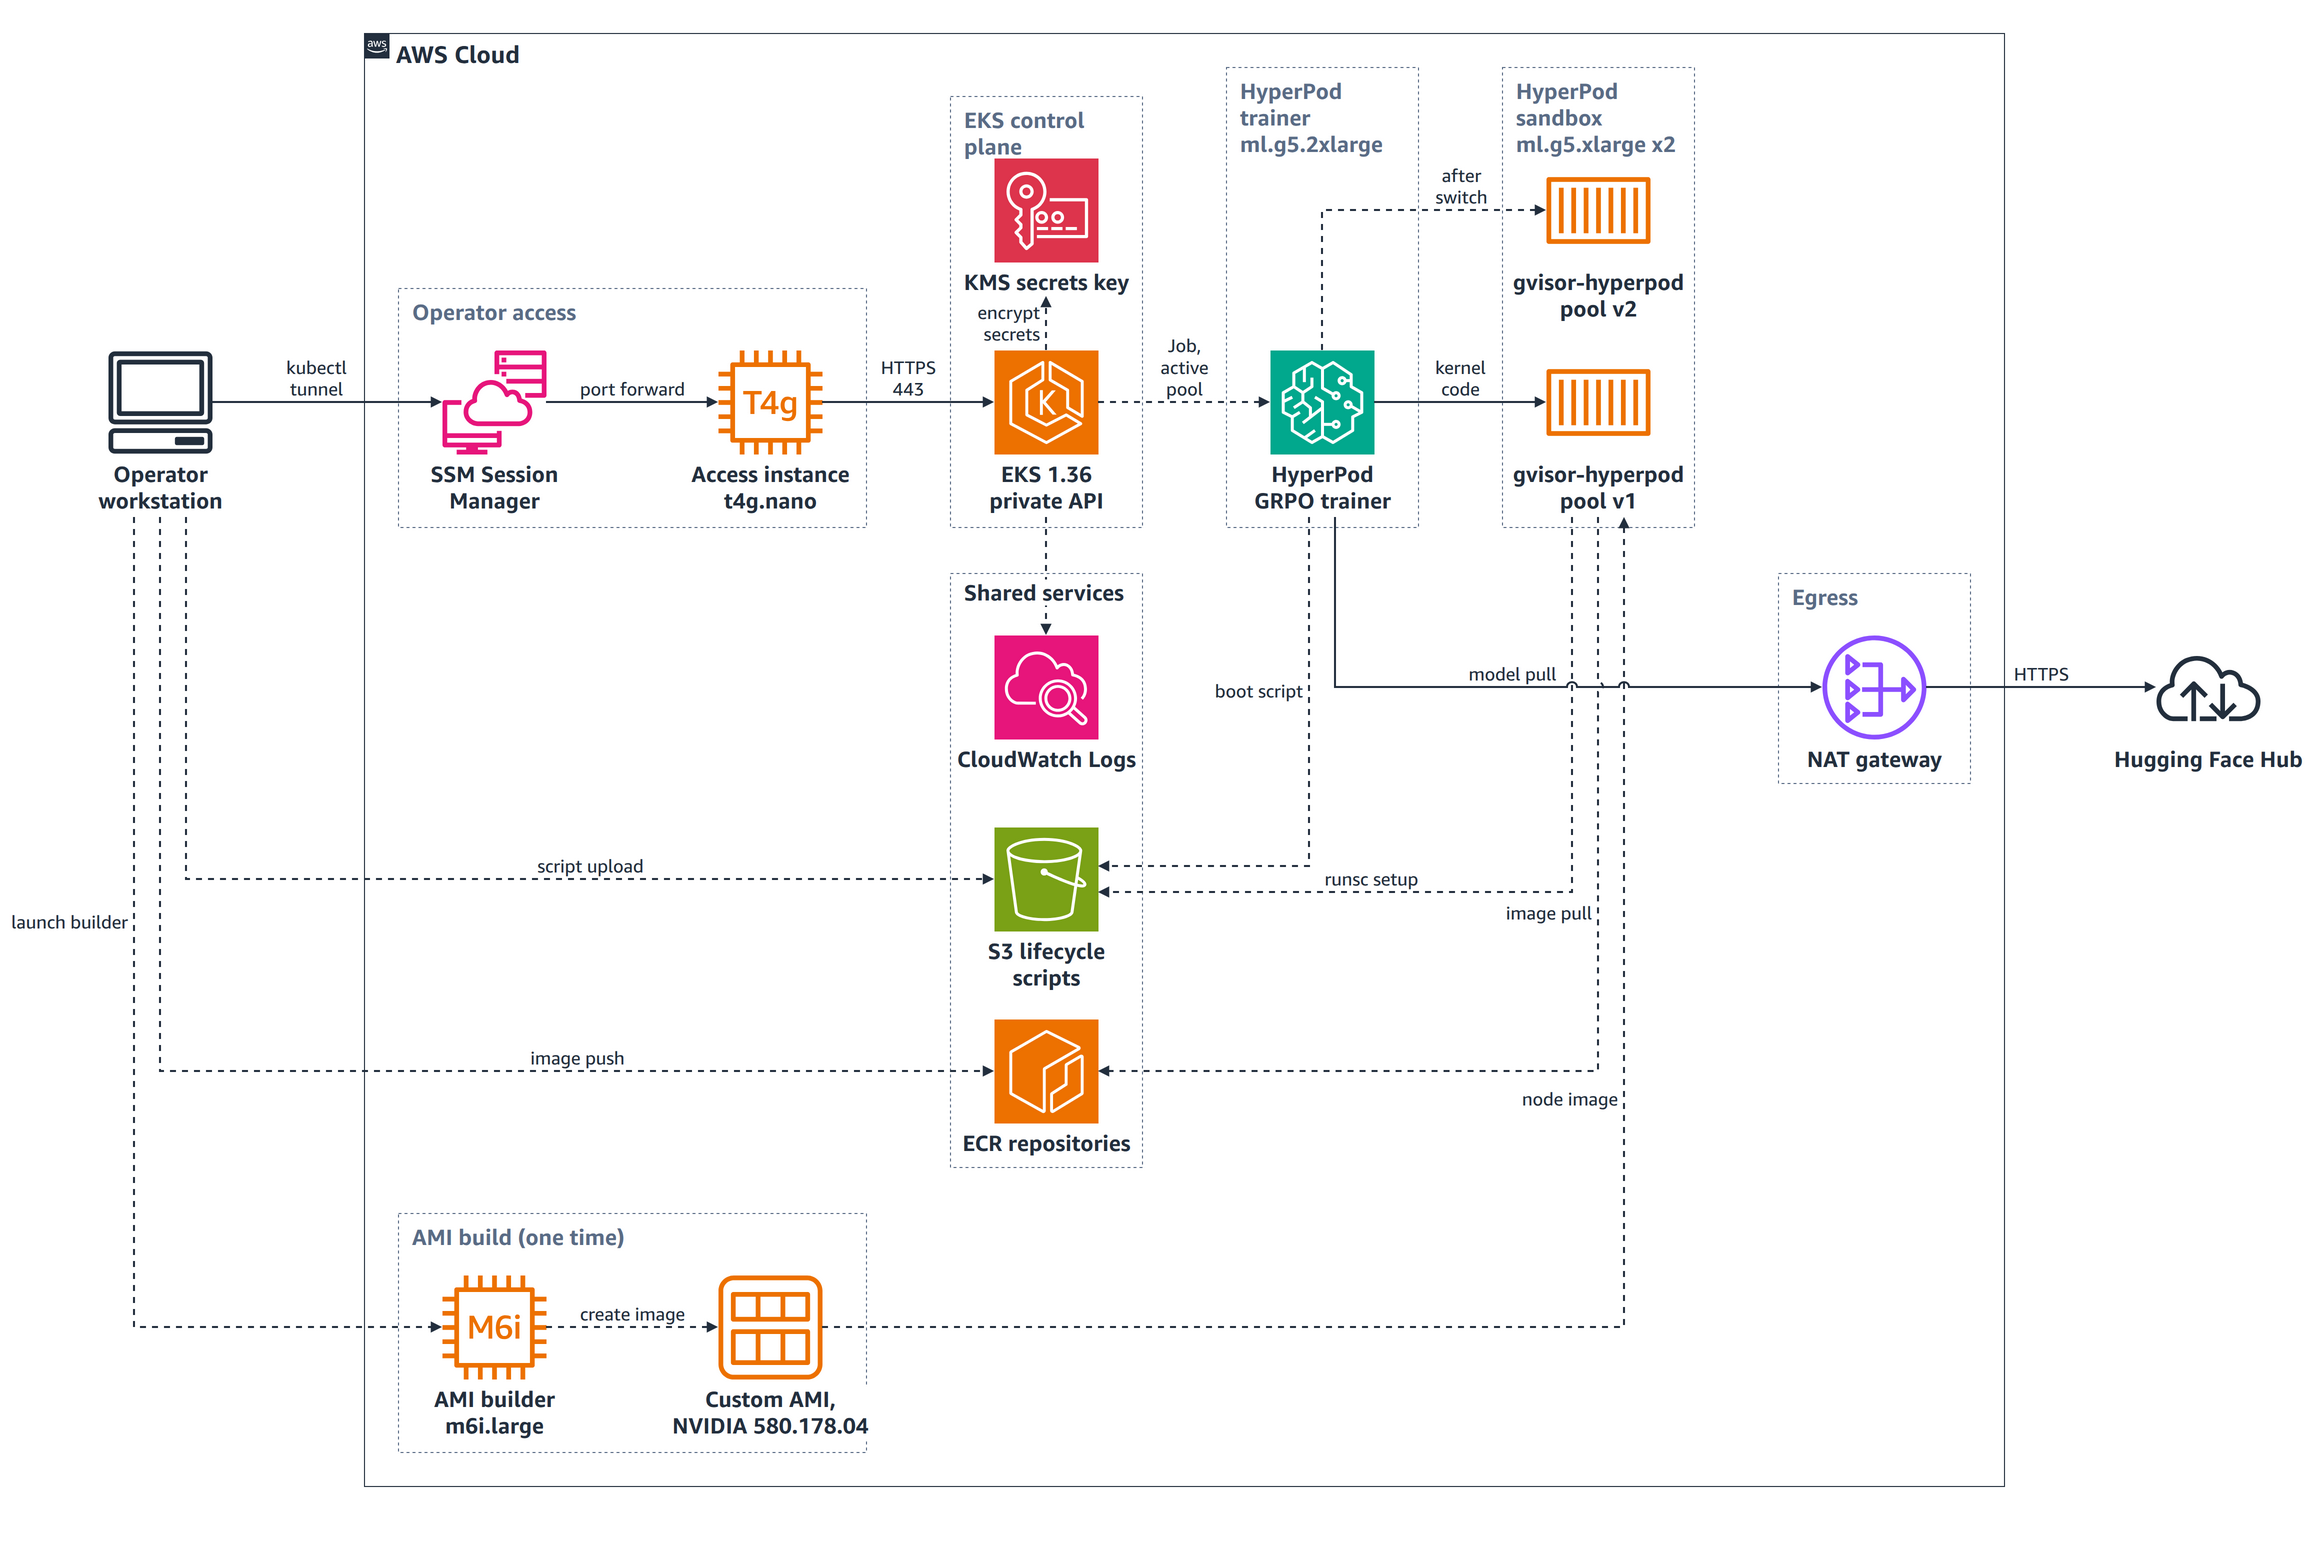 aws
AWS Cloud
HyperPod
trainer
ml.g5.2xlarge
HyperPod
sandbox
ml.g5.xlarge x2
EKS control
plane
after
switch
KMS secrets key
gvisor-hyperpod
pool v2
Operator access
encrypt
secrets
kubectl
tunnel
port forward
T4g
HTTPS
443
K
Job,
active
pool
kernel
code
Operator
workstation
SSM Session
Manager
Access instance
t4g.nano
EKS 1.36
private API
HyperPod
GRPO trainer
gvisor-hyperpod
pool v1
Shared services
Egress
boot script
model pull
HTTPS
CloudWatch Logs
NAT gateway
Hugging Face Hub
script upload
runsc setup
launch builder
image pull
S3 lifecycle
scripts
image push
node image
ECR repositories
AMI build (one time)
M6i
create image
AMI builder
m6i.large
Custom AMI,
NVIDIA 580.178.04